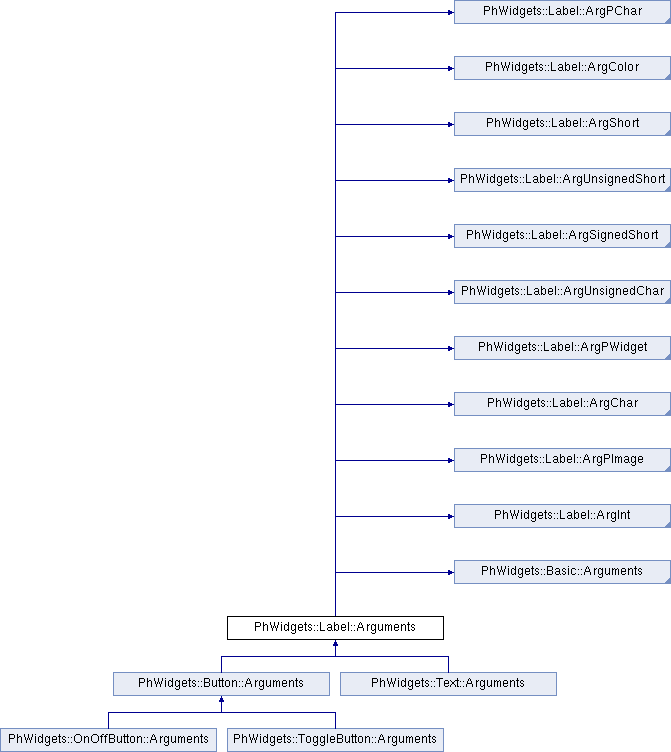 PhWidgets::Label::ArgPChar
PhWidgets::Label::ArgColor
PhWidgets::Label::ArgShort
PhWidgets::Label::ArgUnsignedShort
PhWidgets::Label::ArgSignedShort
PhWidgets::Label::ArgUnsignedChar
PhWidgets::Label::ArgPWidget
PhWidgets::Label::ArgChar
PhWidgets::Label::ArgPImage
PhWidgets::Label::ArgInt
PhWidgets::Basic::Arguments
PhWidgets::Label::Arguments
PhWidgets::Button::Arguments
PhWidgets::Text::Arguments
PhWidgets::OnOffButton::Arguments
PhWidgets::ToggleButton::Arguments